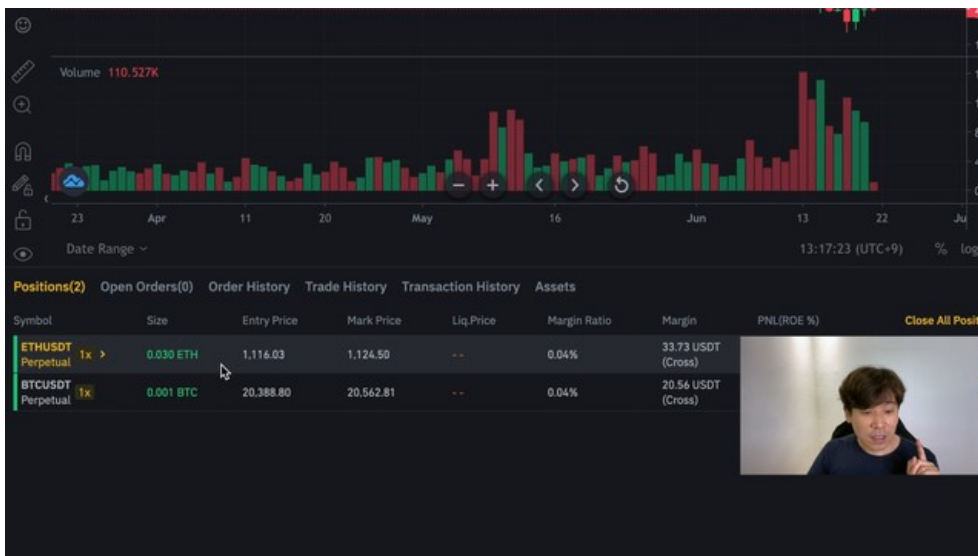 Volume 110.527K
23 Apr 11 20 May 16 Jun 13 22
Date Range
13:17:23 (UTC+9) % log
Positions(2) Open Orders(0) Order History Trade History Transaction History Assets
Symbol Size Entry Price Mark Price Liq.Price Margin Ratio Margin PNL(ROE %) Close All Posit
ETHUSDT
Perpetual 1x 0.030 ETH 1,116.03 1,124.50 -- 0.04% 33.73 USDT
(Cross)
BTCUSDT
Perpetual 1x 0.001 BTC 20,388.80 20,562.81 -- 0.04% 20.56 USDT
(Cross)